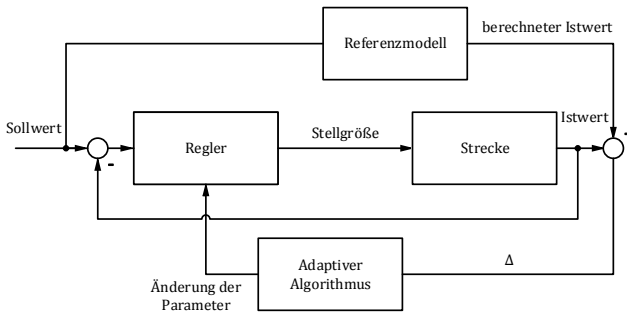 berechneter Istwert
Referenzmodell
Sollwert
Regler
Stellgröße
Strecke
Istwert
-
-
Adaptiver
Algorithmus
Δ
Änderung der
Parameter